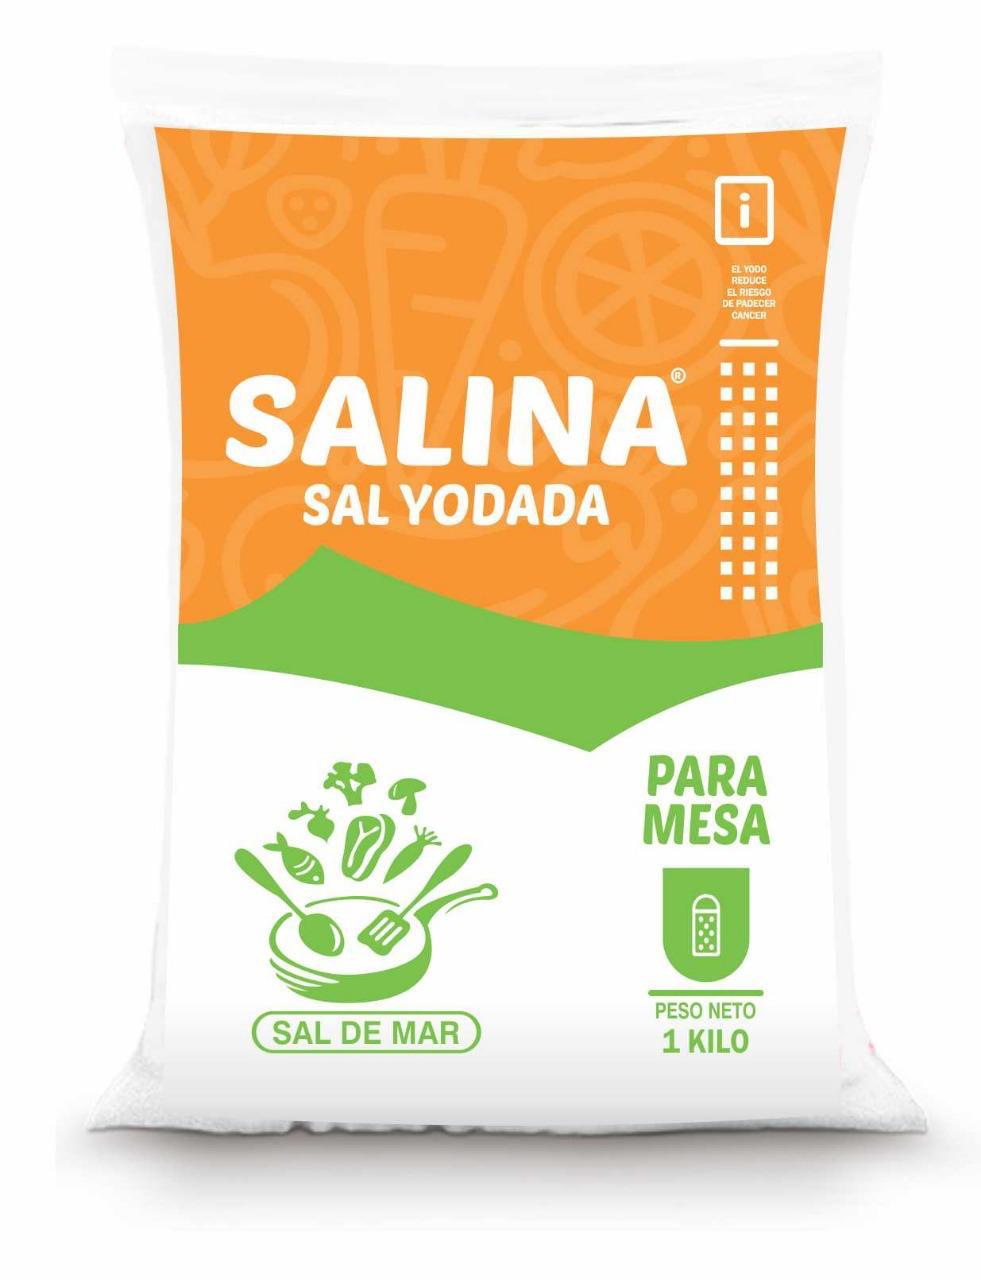 i
EL YODO
REDUCE
EL RIESGO
DE PADECER
CANCER
SALINA®
SAL YODADA
PARA
MESA
SAL DE MAR
PESO NETO
1 KILO